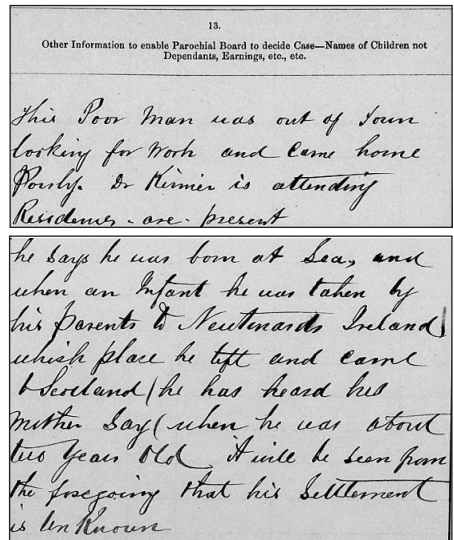 13.
Other Information to enable Parochial Board to decide Case—Names of Children not
Dependants, Earnings, etc., etc.
This Poor Man was out of Town
looking for Work and Came home
Poorly. Dr is attending
Residences - are - present
he Says he was born at Sea, and
when an Infant he was taken by
his parents to Newtonards Ireland
which place he left and Came
to Scotland (he has heard his
Mother Say (when he was about
two Years Old. It will be Seen from
the foregoing that his Settlement
is UnKnown